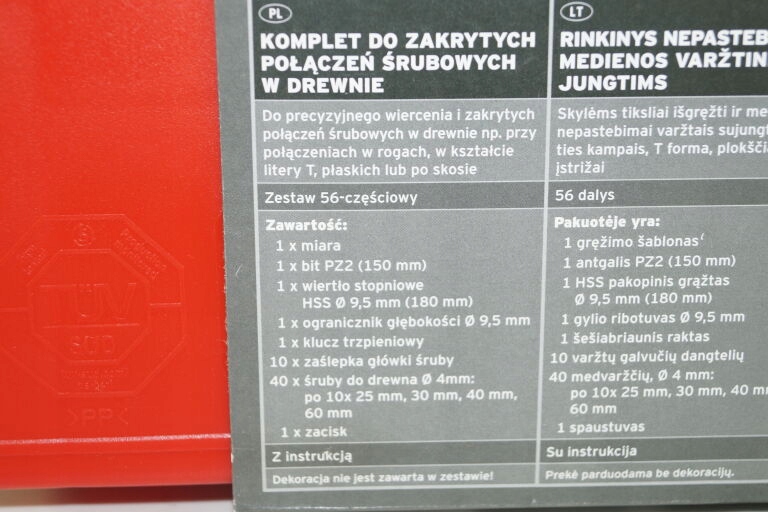 PL
KOMPLET DO ZAKRYTYCH
POŁĄCZEŃ ŚRUBOWYCH
W DREWNIE
Do precyzyjnego wiercenia i zakrytych
połączeń śrubowych w drewnie np. przy
połączeniach w rogach, w kształcie
litery T, płaskich lub po skosie
Zestaw 56-częściowy
Zawartość:
1 x miara
1 x bit PZ2 (150 mm)
1 x wiertło stopniowe
HSS Ø 9,5 mm (180 mm)
1 x ogranicznik głębokości Ø 9,5 mm
1 x klucz trzpieniowy
10 x zaślepka główki śruby
40 x śruby do drewna Ø 4mm:
po 10x 25 mm, 30 mm, 40 mm,
60 mm
1 x zacisk
Z instrukcją
Dekoracja nie jest zawarta w zestawie!
LT
RINKINYS NEPASTEB
MEDIENOS VARŽTIN
JUNGTIMS
Skylėms tiksliai išgręžti ir me
nepastebimai varžtais sujungt
ties kampais, T forma, plokšči
įstrižai
56 dalys
Pakuotėje yra:
1 gręžimo šablonas
1 antgalis PZ2 (150 mm)
1 HSS pakopinis grąžtas
Ø 9,5 mm (180 mm)
1 gylio ribotuvas Ø 9,5 mm
1 šešiabriaunis raktas
10 varžtų galvučių dangtelių
40 medvaržčių, Ø 4 mm:
po 10x 25 mm, 30 mm, 40 m
60 mm
1 spaustuvas
Su instrukcija
Prekė parduodama be dekoracijų.
TÜV
SÜD
>PP<